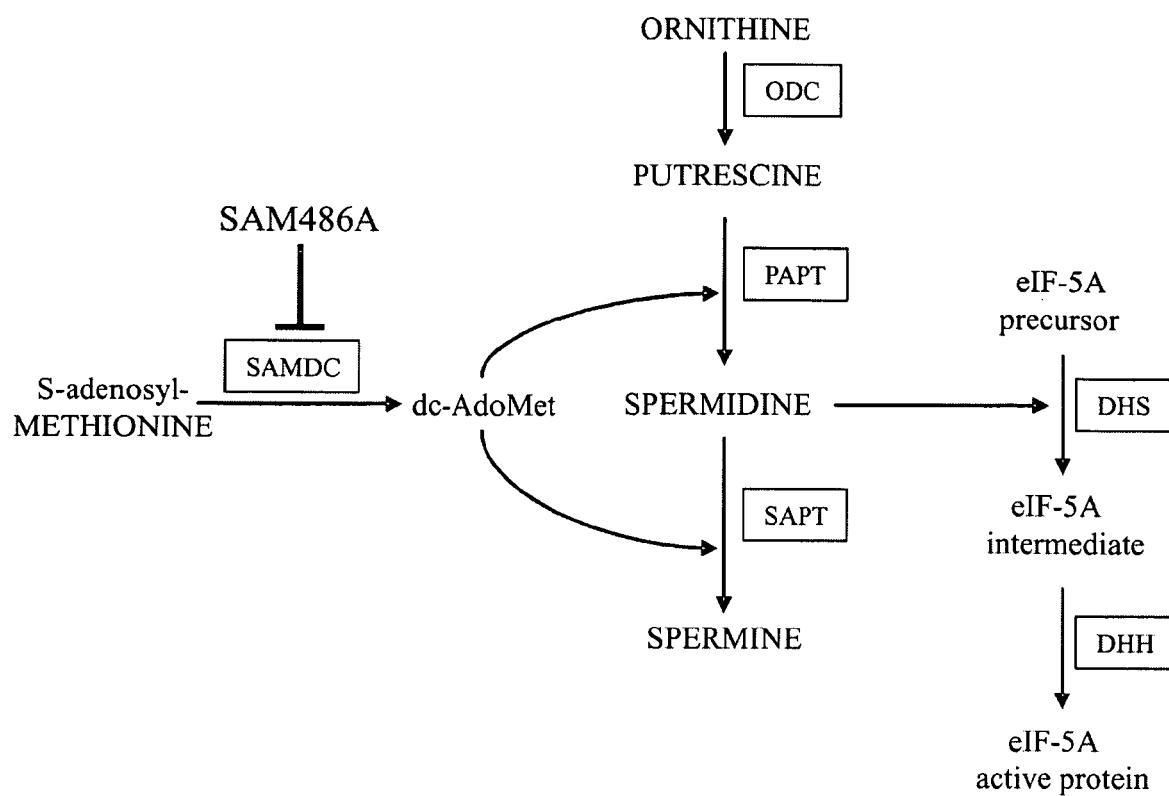 ORNITHINE
ODC
PUTRESCINE
SAM486A
PAPT
eIF-5A
precursor
SAMDC
S-adenosyl-
METHIONINE
dc-AdoMet
SPERMIDINE
DHS
SAPT
eIF-5A
intermediate
SPERMINE
DHH
eIF-5A
active protein